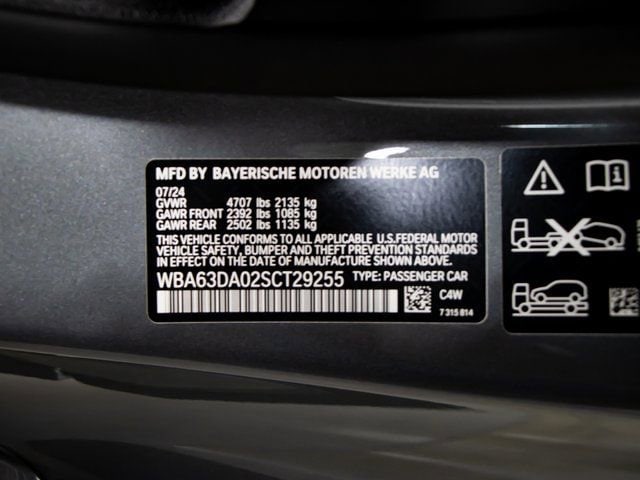 MFD BY BAYERISCHE MOTOREN WERKE AG
07/24
GVWR 4707 lbs 2135 kg
GAWR FRONT 2392 lbs 1085 kg
GAWR REAR 2502 lbs 1135 kg
THIS CONFORMS TO ALL APPLICABLE U.S.FEDERAL MOTOR
VEHICLE SAFETY, BUMPER, AND THEFT PREVENTION STANDARDS
IN EFFECT ON THE DATE OF MANUFACTURE SHOWN ABOVE.
WBA63DA02SCT29255 TYPE: PASSENGER CAR
C4W
7 315 814